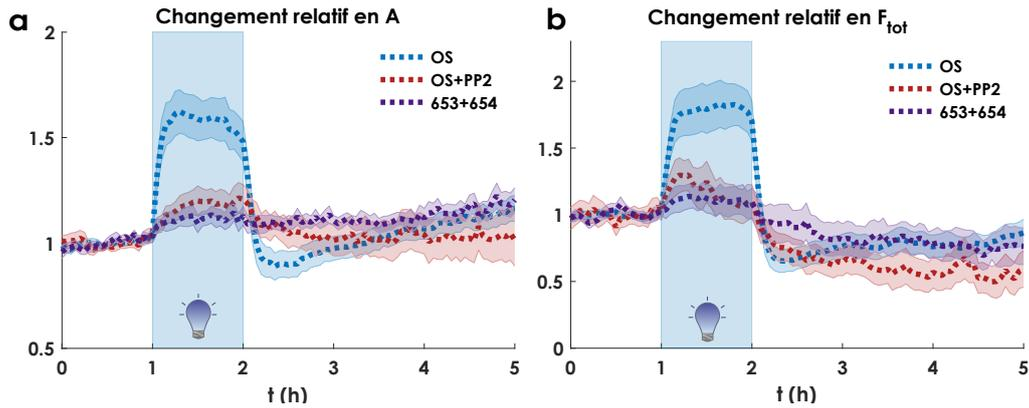 a
Changement relatif en A
2
1.5
1
0.5
0 1 2 3 4 5
t (h)
OS
OS+PP2
653+654
b
Changement relatif en Ftot
2
1.5
1
0.5
0
0 1 2 3 4 5
t (h)
OS
OS+PP2
653+654